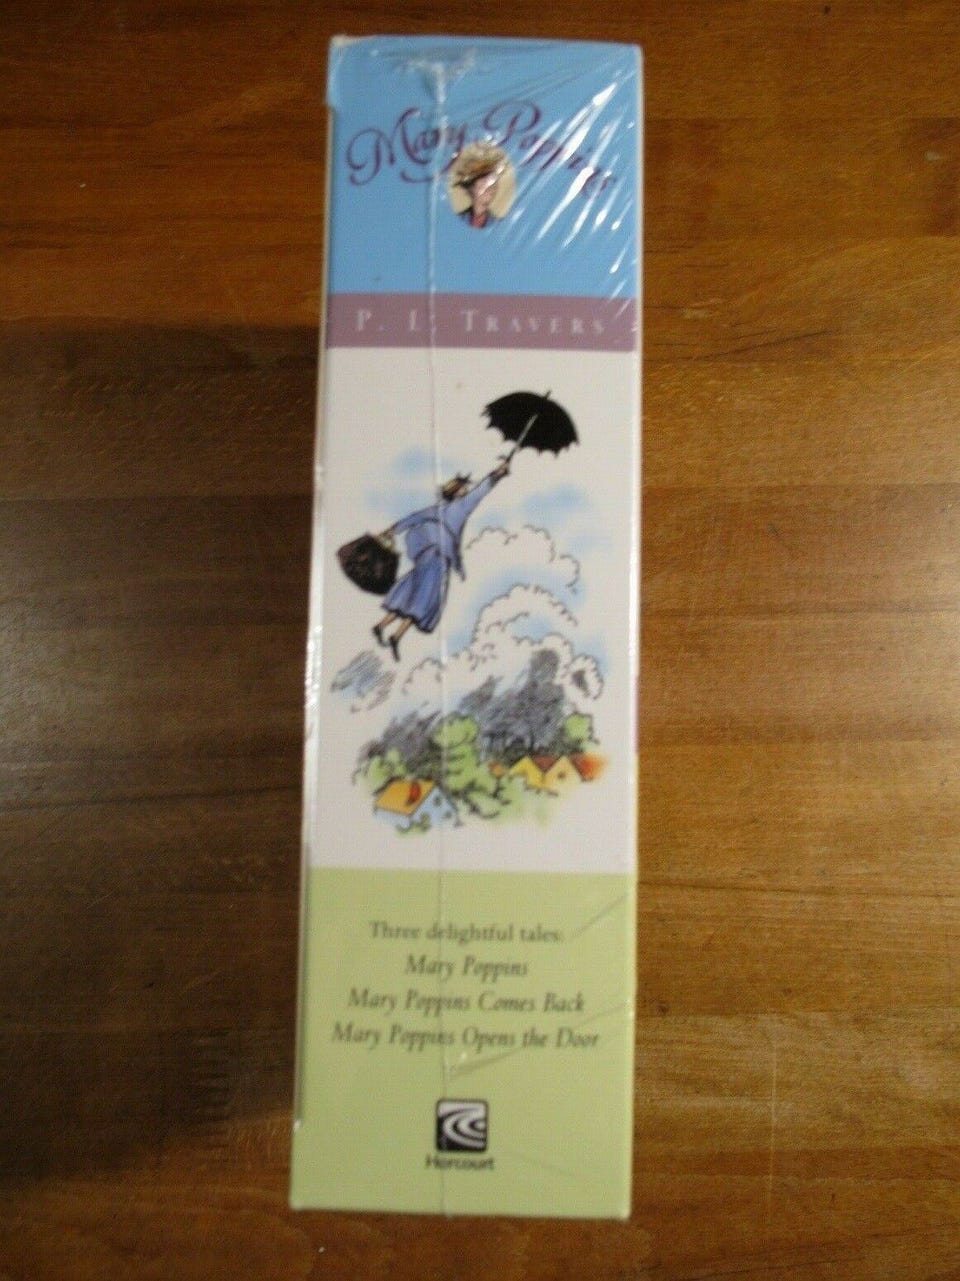 Mary Poppins
P. L. TRAVERS
Three delightful tales:
Mary Poppins
Mary Poppins Comes Back
Mary Poppins Opens the Door
Harcourt